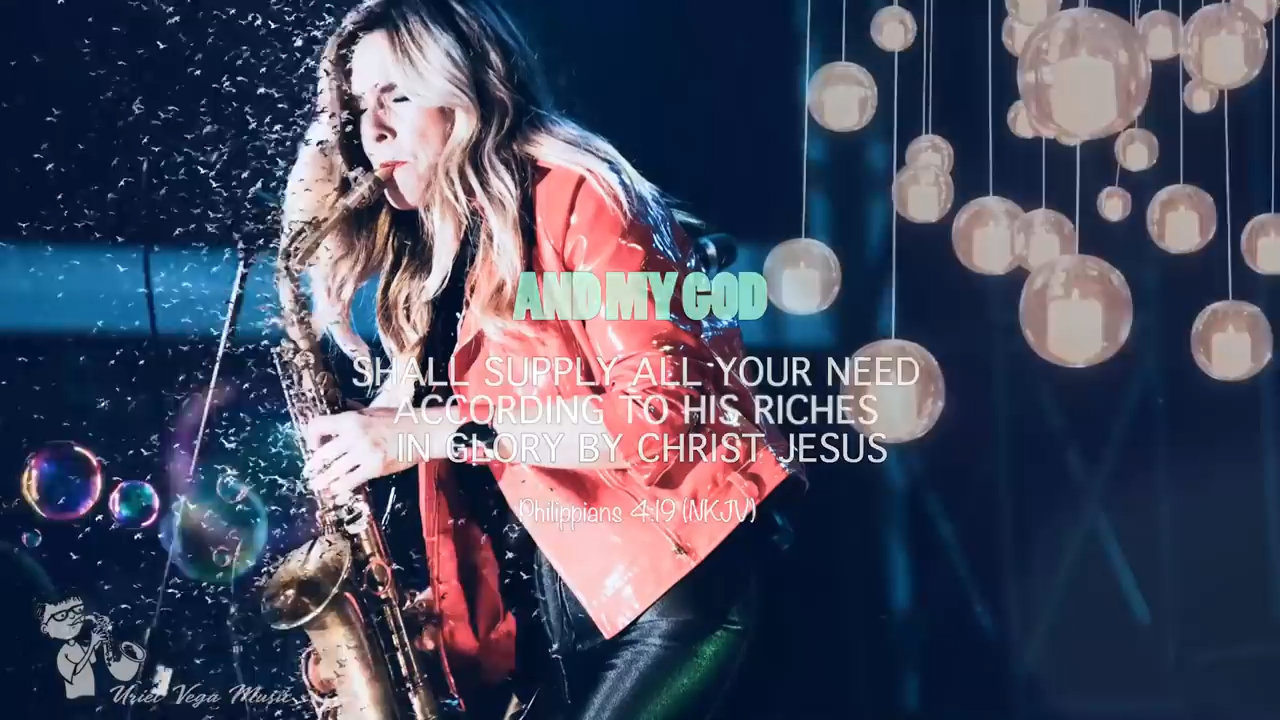 AND MY GOD
SHALL SUPPLY ALL YOUR NEED
ACCORDING TO HIS RICHES
IN GLORY BY CHRIST JESUS
Philippians 4:19 (NKJV)
Uriel Vega Music